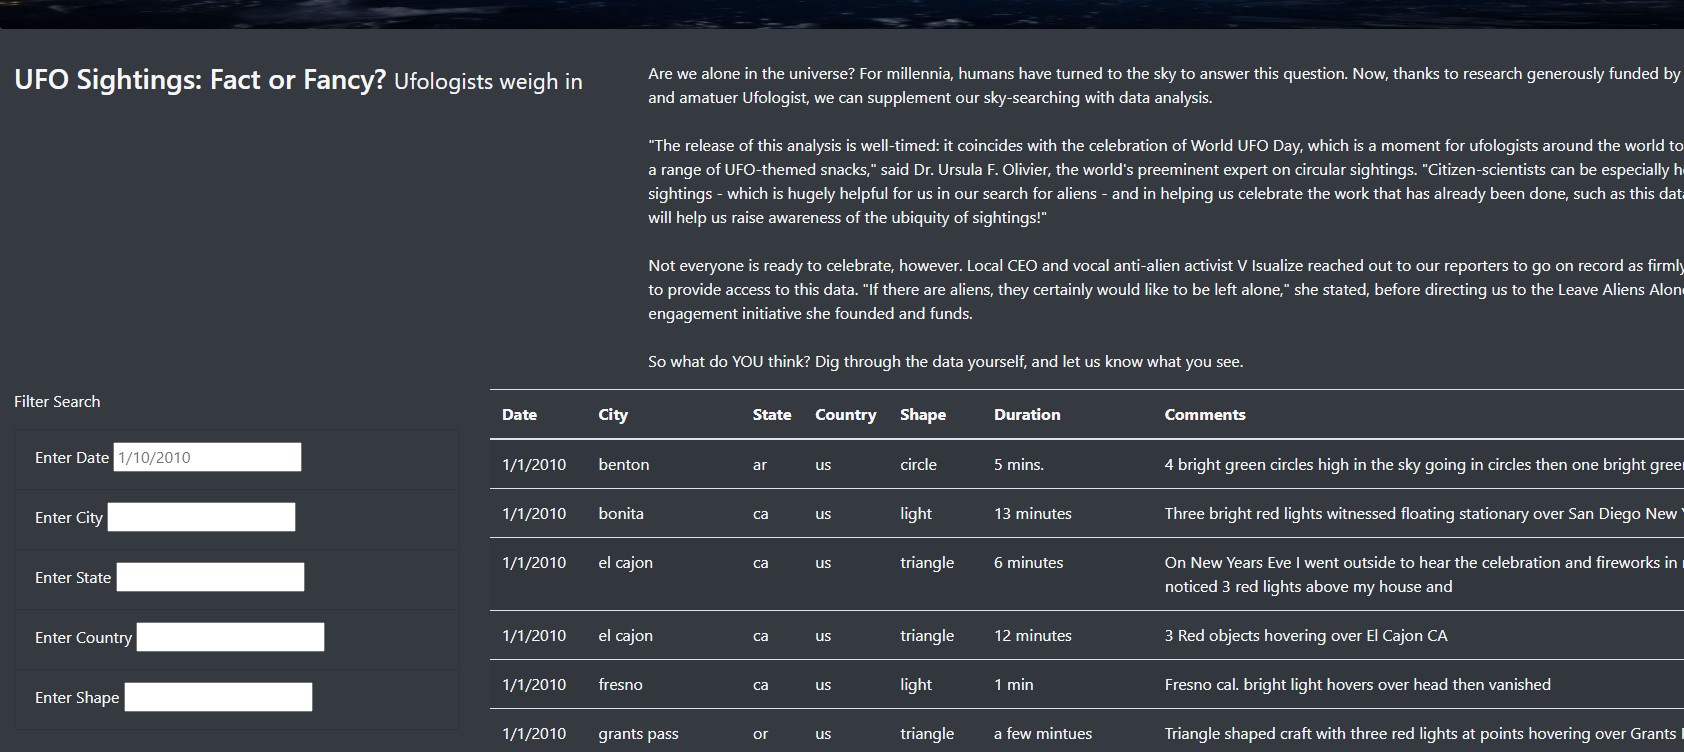 UFO Sightings: Fact or Fancy? Ufologists weigh in
Are we alone in the universe? For millennia, humans have turned to the sky to answer this question. Now, thanks to research generously funded by
and amatuer Ufologist, we can supplement our sky-searching with data analysis.
"The release of this analysis is well-timed: it coincides with the celebration of World UFO Day, which is a moment for ufologists around the world to
a range of UFO-themed snacks," said Dr. Ursula F. Olivier, the world's preeminent expert on circular sightings. "Citizen-scientists can be especially
sightings - which is hugely helpful for us in our search for aliens - and in helping us celebrate the work that has already been done, such as this
will help us raise awareness of the ubiquity of sightings!"
Not everyone is ready to celebrate, however. Local CEO and vocal anti-alien activist V Isualize reached out to our reporters to go on record as firmly
to provide access to this data. "If there are aliens, they certainly would like to be left alone," she stated, before directing us to the Leave Aliens Alone
engagement initiative she founded and funds.
So what do YOU think? Dig through the data yourself, and let us know what you see.
Filter Search
Enter Date 1/10/2010
Enter City
Enter State
Enter Country
Enter Shape
Date City State Country Shape Duration Comments
1/1/2010 benton ar us circle 5 mins. 4 bright green circles high in the sky going in circles then one bright green
1/1/2010 bonita ca us light 13 minutes Three bright red lights witnessed floating stationary over San Diego New
1/1/2010 el cajon ca us triangle 6 minutes On New Years Eve I went outside to hear the celebration and fireworks in
noticed 3 red lights above my house and
1/1/2010 el cajon ca us triangle 12 minutes 3 Red objects hovering over El Cajon CA
1/1/2010 fresno ca us light 1 min Fresno cal. bright light hovers over head then vanished
1/1/2010 grants pass or us triangle a few mintues Triangle shaped craft with three red lights at points hovering over Grants